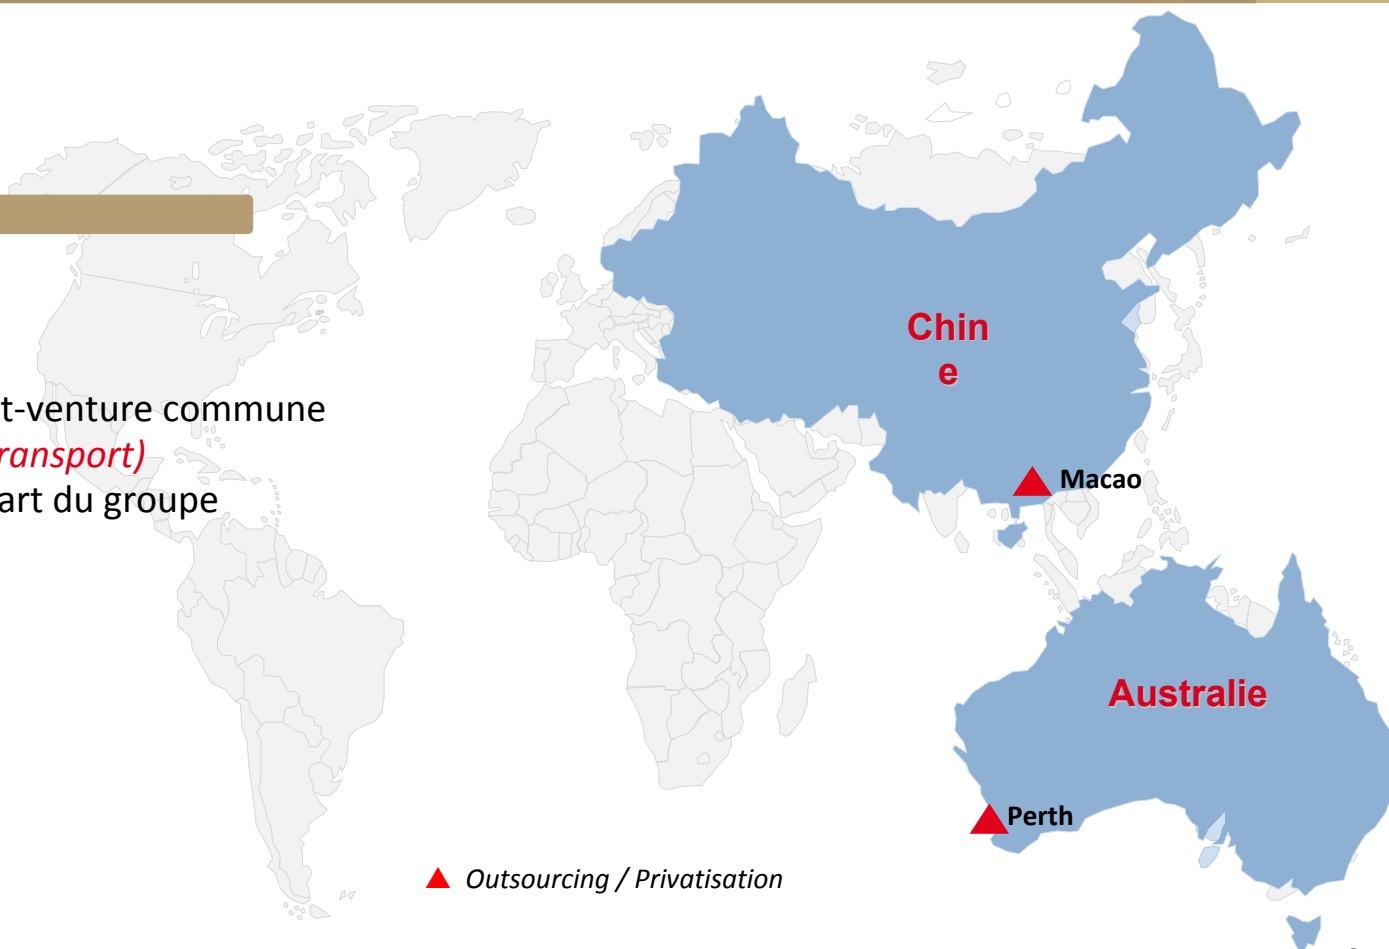 Chin
e
t-venture commune
ransport)
art du groupe
Macao
Australie
Perth
Outsourcing / Privatisation